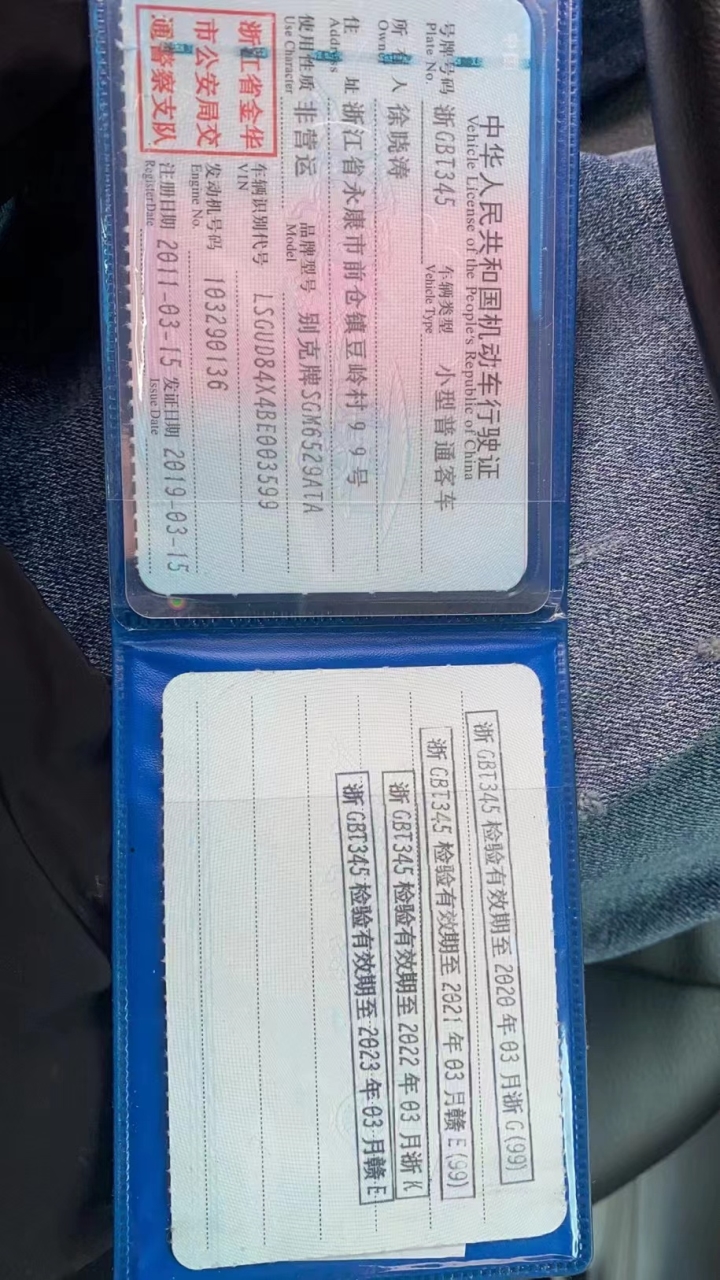 中华人民共和国机动车行驶证
Vehicle License of the People's Republic of China
号牌号码 浙GBT345 车辆类型 小型普通客车
Plate No. Vehicle Type
所有人 徐晓涛
Owner
住址 浙江省永康市前仓镇豆岭村99号
Address
使用性质 非营运 品牌型号 别克牌SGM6529ATA
Use Character Model
浙江省金华
市公安局交
通警察支队
车辆识别代号 LSGUD84X4BE003599
VIN
发动机号码 103290136
Engine No.
注册日期 2011-03-15 发证日期 2019-03-15
Register Date Issue Date
浙GBT345 检验有效期至 2020年03月浙G(99)
浙GBT345 检验有效期至 2021年03月赣E(99)
浙GBT345 检验有效期至 2022年03月浙K
浙GBT345 检验有效期至 2023年03月赣E